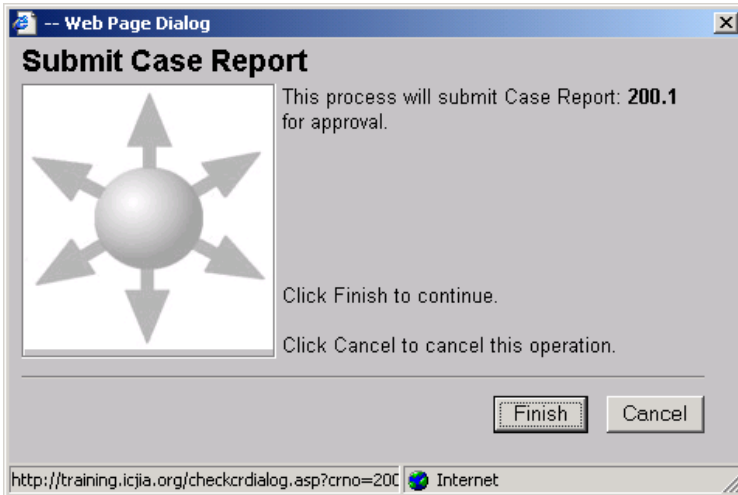 -- Web Page Dialog
Submit Case Report
This process will submit Case Report: 200.1
for approval.
Click Finish to continue.
Click Cancel to cancel this operation.
Finish Cancel
http://training.icjia.org/checkcrdialog.asp?crno=200 Internet